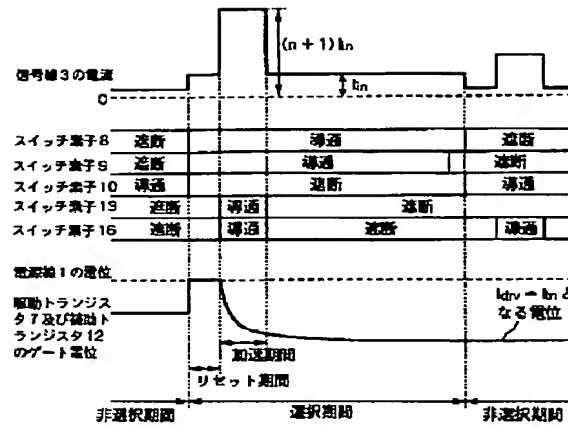 (n + 1) Iin
信号線3の電流
Iin
0
スイッチ素子8 遮断 導通 遮断
スイッチ素子9 遮断 導通 遮断
スイッチ素子10 導通 遮断 導通
スイッチ素子13 遮断 導通 遮断
スイッチ素子16 遮断 導通 遮断 導通
電源線1の電位
駆動トランジス
タ7及び補助ト
ランジスタ12
のゲート電位
Idrv = Iin と
なる電位
加速期間
リセット期間
非選択期間 選択期間 非選択期間